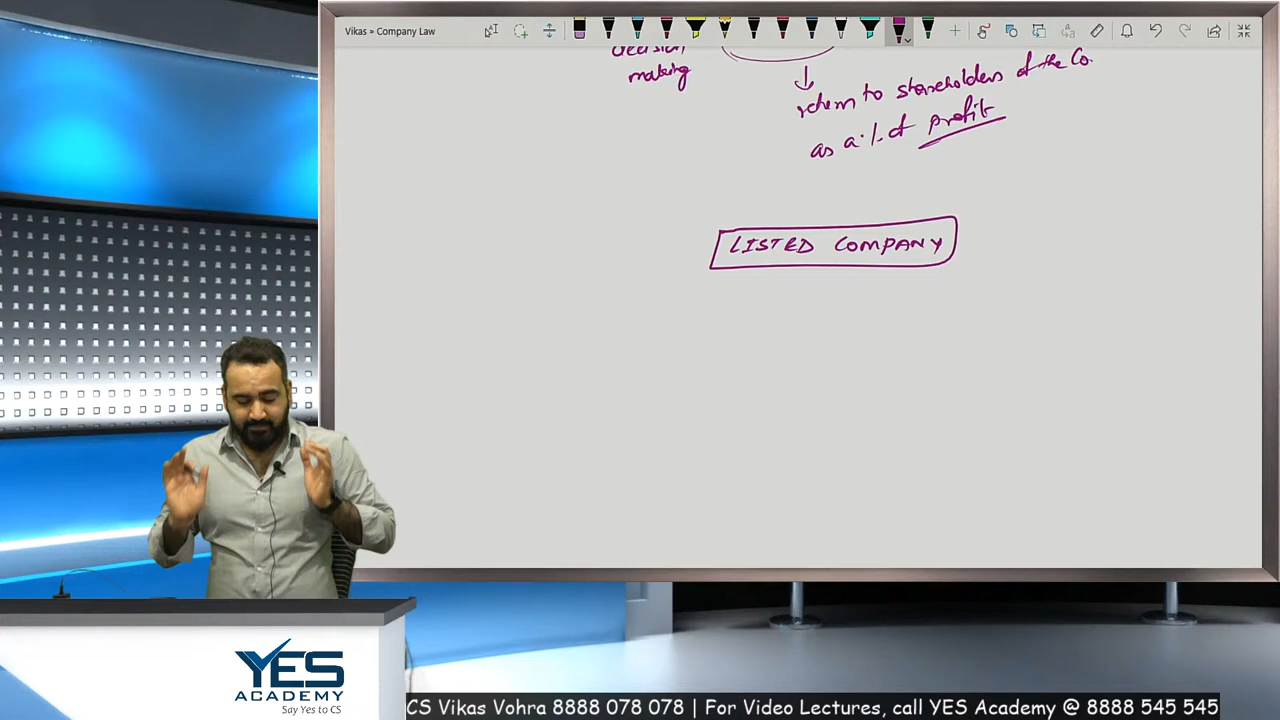 Vikas » Company Law
decision
making
return to shareholders of the Co.
as a % of profit
LISTED COMPANY
YES
ACADEMY
Say Yes to CS
CS Vikas Vohra 8888 078 078 | For Video Lectures, call YES Academy @ 8888 545 545